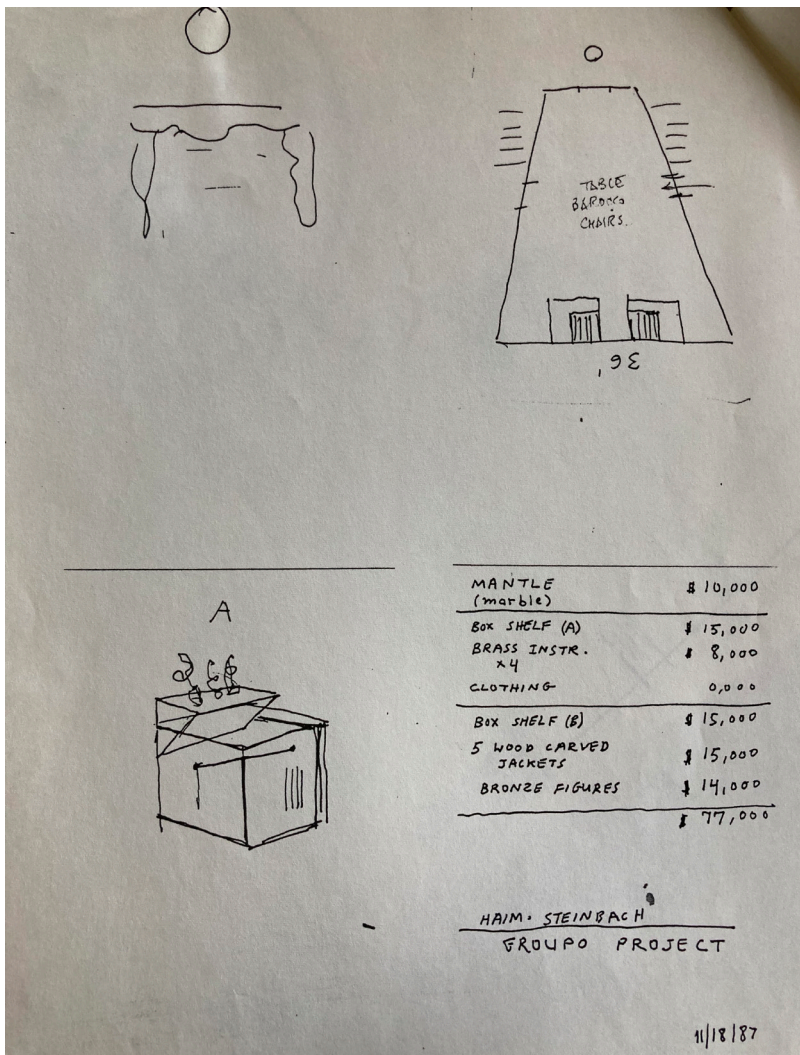 TABLE
BAROCCO
CHAIRS.
36'
A
MANTLE $ 10,000
(marble)
BOX SHELF (A) $ 15,000
BRASS INSTR. $ 8,000
x4
CLOTHING 0,000
BOX SHELF (B) $ 15,000
5 WOOD CARVED
JACKETS $ 15,000
BRONZE FIGURES $ 14,000
$ 77,000
HAIM. STEINBACH
GROUPO PROJECT
11/18/87